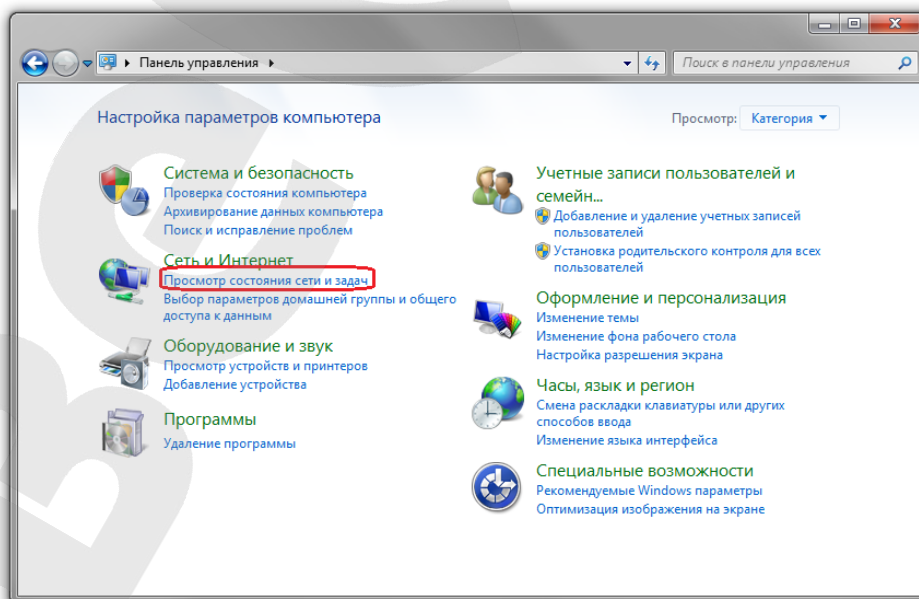 Панель управления
Поиск в панели управления
Настройка параметров компьютера
Просмотр: Категория
Система и безопасность
Проверка состояния компьютера
Архивирование данных компьютера
Поиск и исправление проблем
Сеть и Интернет
Просмотр состояния сети и задач
Выбор параметров домашней группы и общего
доступа к данным
Оборудование и звук
Просмотр устройств и принтеров
Добавление устройства
Программы
Удаление программы
Учетные записи пользователей и
семейн...
Добавление и удаление учетных записей
пользователей
Установка родительского контроля для всех
пользователей
Оформление и персонализация
Изменение темы
Изменение фона рабочего стола
Настройка разрешения экрана
Часы, язык и регион
Смена раскладки клавиатуры или других
способов ввода
Изменение языка интерфейса
Специальные возможности
Рекомендуемые Windows параметры
Оптимизация изображения на экране